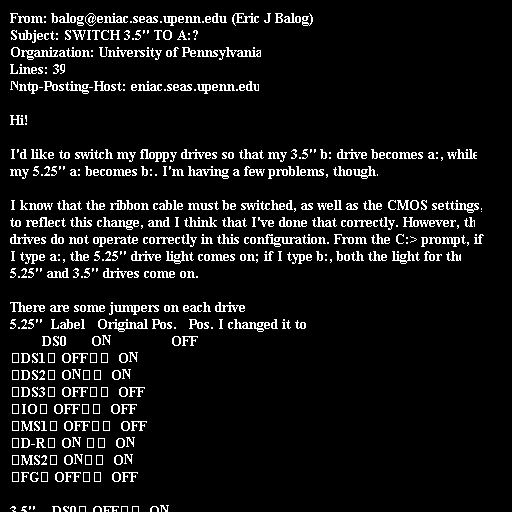 From: balog@eniac.seas.upenn.edu (Eric J Balog)
Subject: SWITCH 3.5" TO A:?
Organization: University of Pennsylvania
Lines: 39
Nntp-Posting-Host: eniac.seas.upenn.edu

Hi!

I'd like to switch my floppy drives so that my 3.5" b: drive becomes a:, while
my 5.25" a: becomes b:. I'm having a few problems, though.

I know that the ribbon cable must be switched, as well as the CMOS settings,
to reflect this change, and I think that I've done that correctly. However, th
drives do not operate correctly in this configuration. From the C:> prompt, if
I type a:, the 5.25" drive light comes on; if I type b:, both the light for the
5.25" and 3.5" drives come on.

There are some jumpers on each drive
5.25" Label Original Pos. Pos. I changed it to
DS0 ON OFF
□DS1□ OFF□□ ON
□DS2□ ON□□ ON
□DS3□ OFF□□ OFF
□IO□ OFF□□ OFF
□MS1□ OFF□□ OFF
□D-R□ ON □□ ON
□MS2□ ON□□ ON
□FG□ OFF□□ OFF

3.5" DS0□ OFF□□ ON